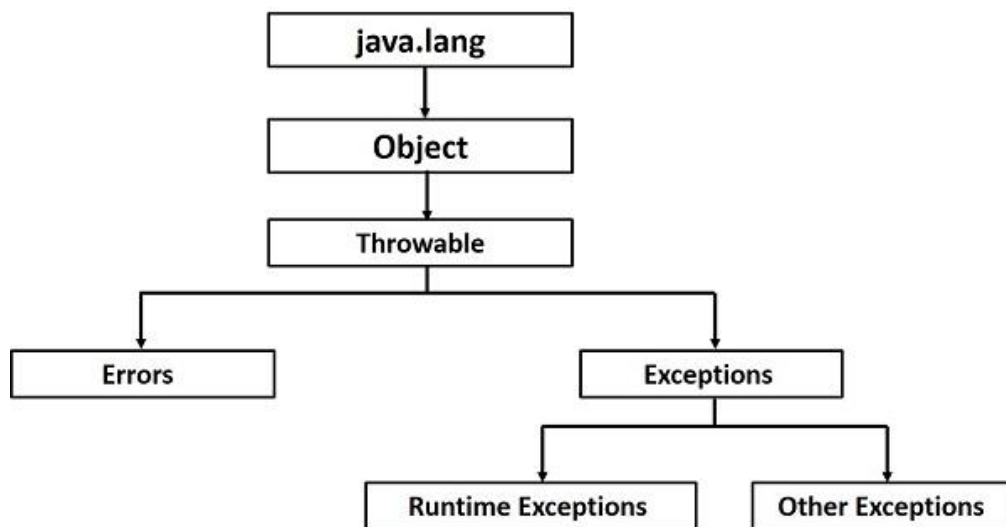 java.lang
Object
Throwable
Errors
Exceptions
Runtime Exceptions
Other Exceptions